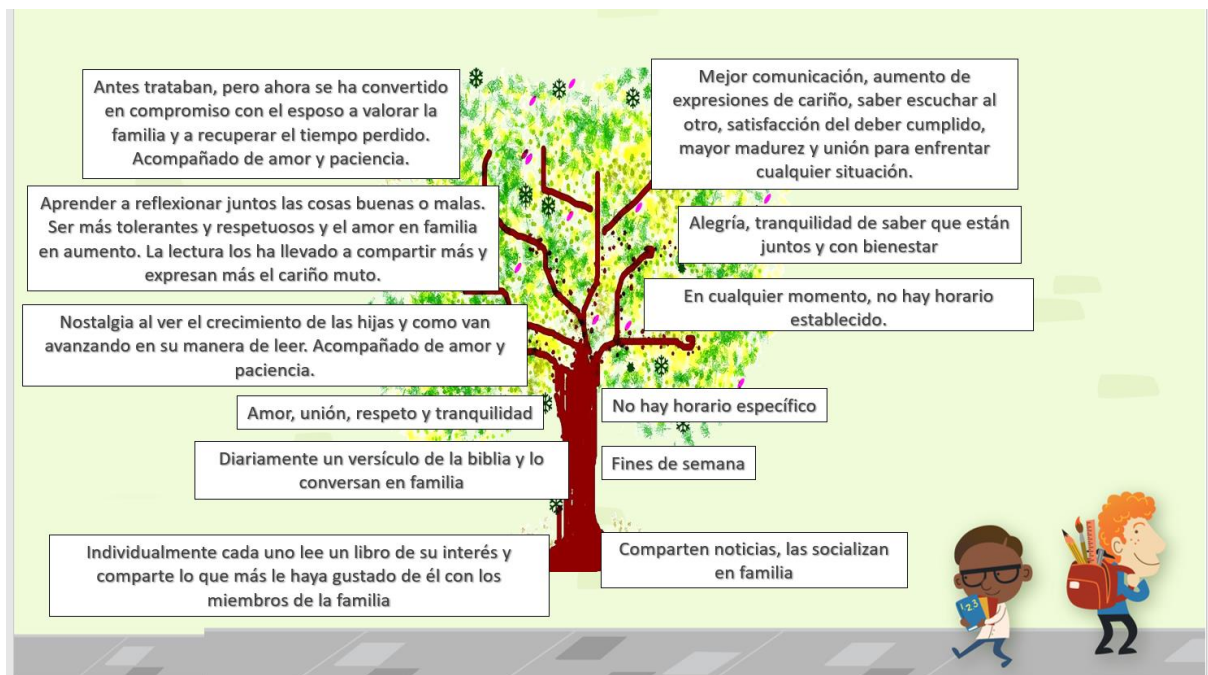 Antes trataban, pero ahora se ha convertido
en compromiso con el esposo a valorar la
familia y a recuperar el tiempo perdido.
Acompañado de amor y paciencia.
Mejor comunicación, aumento de
expresiones de cariño, saber escuchar al
otro, satisfacción del deber cumplido,
mayor madurez y unión para enfrentar
cualquier situación.
Aprender a reflexionar juntos las cosas buenas o malas.
Ser más tolerantes y respetuosos y el amor en familia
en aumento. La lectura los ha llevado a compartir más y
expresan más el cariño muto.
Alegría, tranquilidad de saber que están
juntos y con bienestar
En cualquier momento, no hay horario
establecido.
Nostalgia al ver el crecimiento de las hijas y como van
avanzando en su manera de leer. Acompañado de amor y
paciencia.
Amor, unión, respeto y tranquilidad
No hay horario específico
Diariamente un versículo de la biblia y lo
conversan en familia
Fines de semana
Individualmente cada uno lee un libro de su interés y
comparte lo que más le haya gustado de él con los
miembros de la familia
Comparten noticias, las socializan
en familia
123